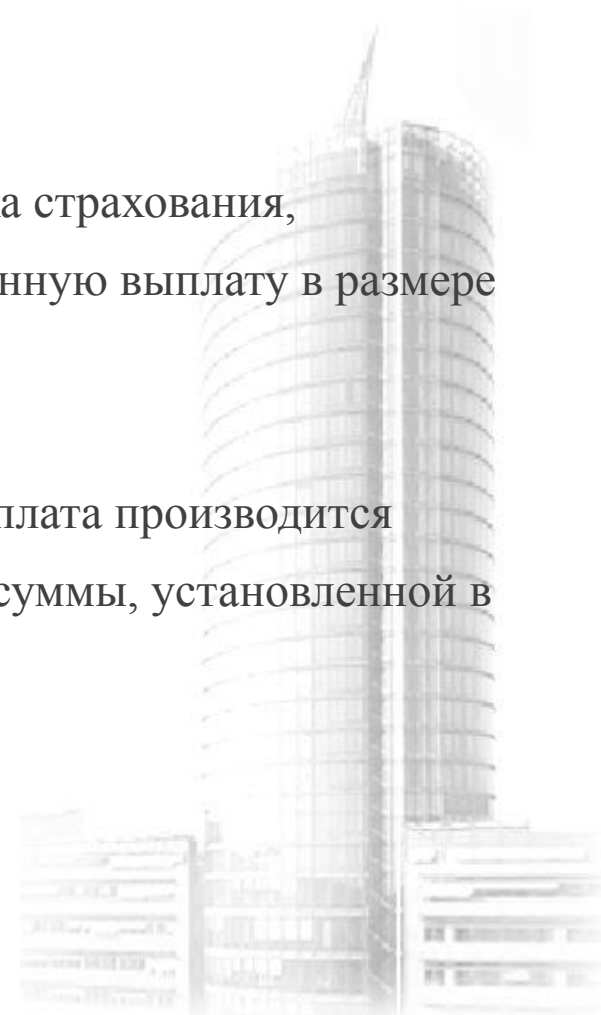 а страхования,
нную выплату в размере
плата производится
суммы, установленной в